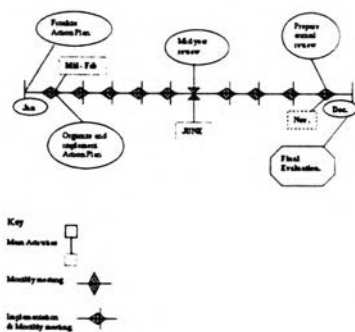 Finalize
Action Plan
Mid - Feb
Jan
Organize and
implement
Action Plan
Mid year
review
JUNE
Prepare
annual
review
Nov.
Dec.
Final
Evaluation.
Key
Main Activities
Monthly meeting
Implementation
& Monthly meeting